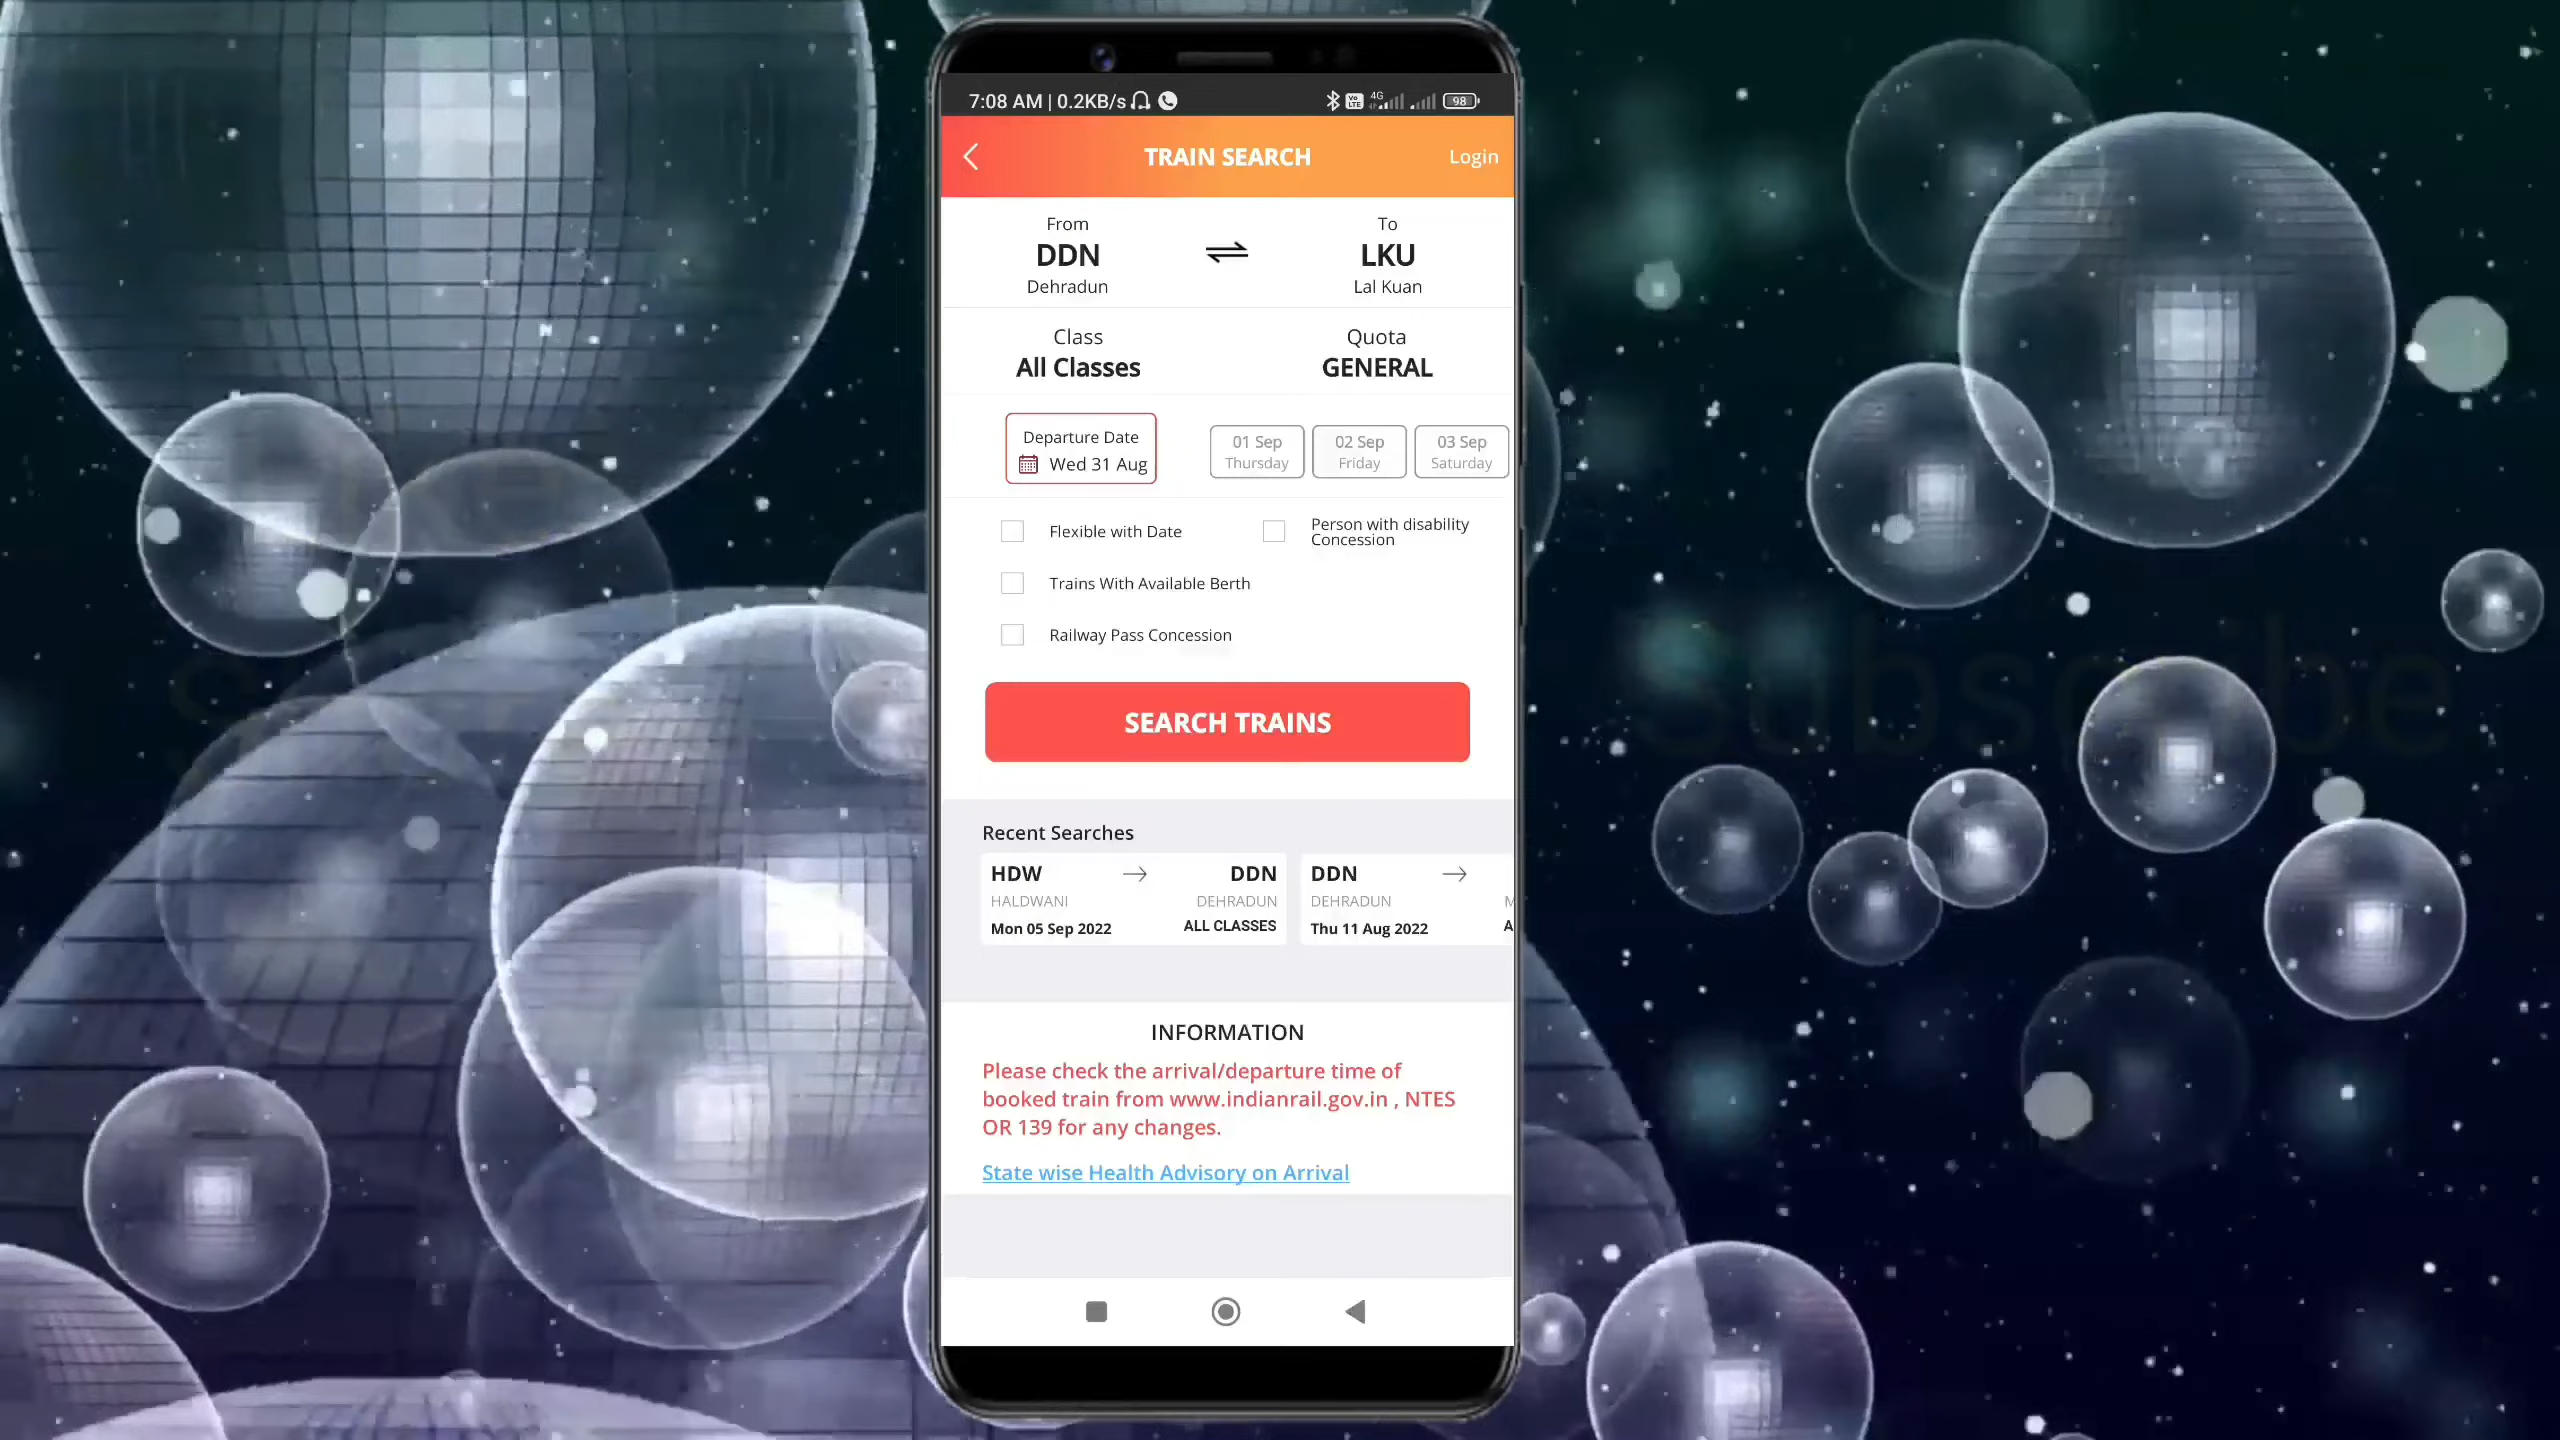 7:08 AM | 0.2KB/s
Vo LTE 4G 98
TRAIN SEARCH
Login
From
DDN
Dehradun
To
LKU
Lal Kuan
Class
All Classes
Quota
GENERAL
Departure Date
Wed 31 Aug
01 Sep
Thursday
02 Sep
Friday
03 Sep
Saturday
Flexible with Date
Person with disability
Concession
Trains With Available Berth
Railway Pass Concession
SEARCH TRAINS
Recent Searches
HDW
DDN
HALDWANI
DEHRADUN
Mon 05 Sep 2022
ALL CLASSES
DDN
DEHRADUN
M
Thu 11 Aug 2022
A
INFORMATION
Please check the arrival/departure time of
booked train from www.indianrail.gov.in , NTES
OR 139 for any changes.
State wise Health Advisory on Arrival
Subscribe